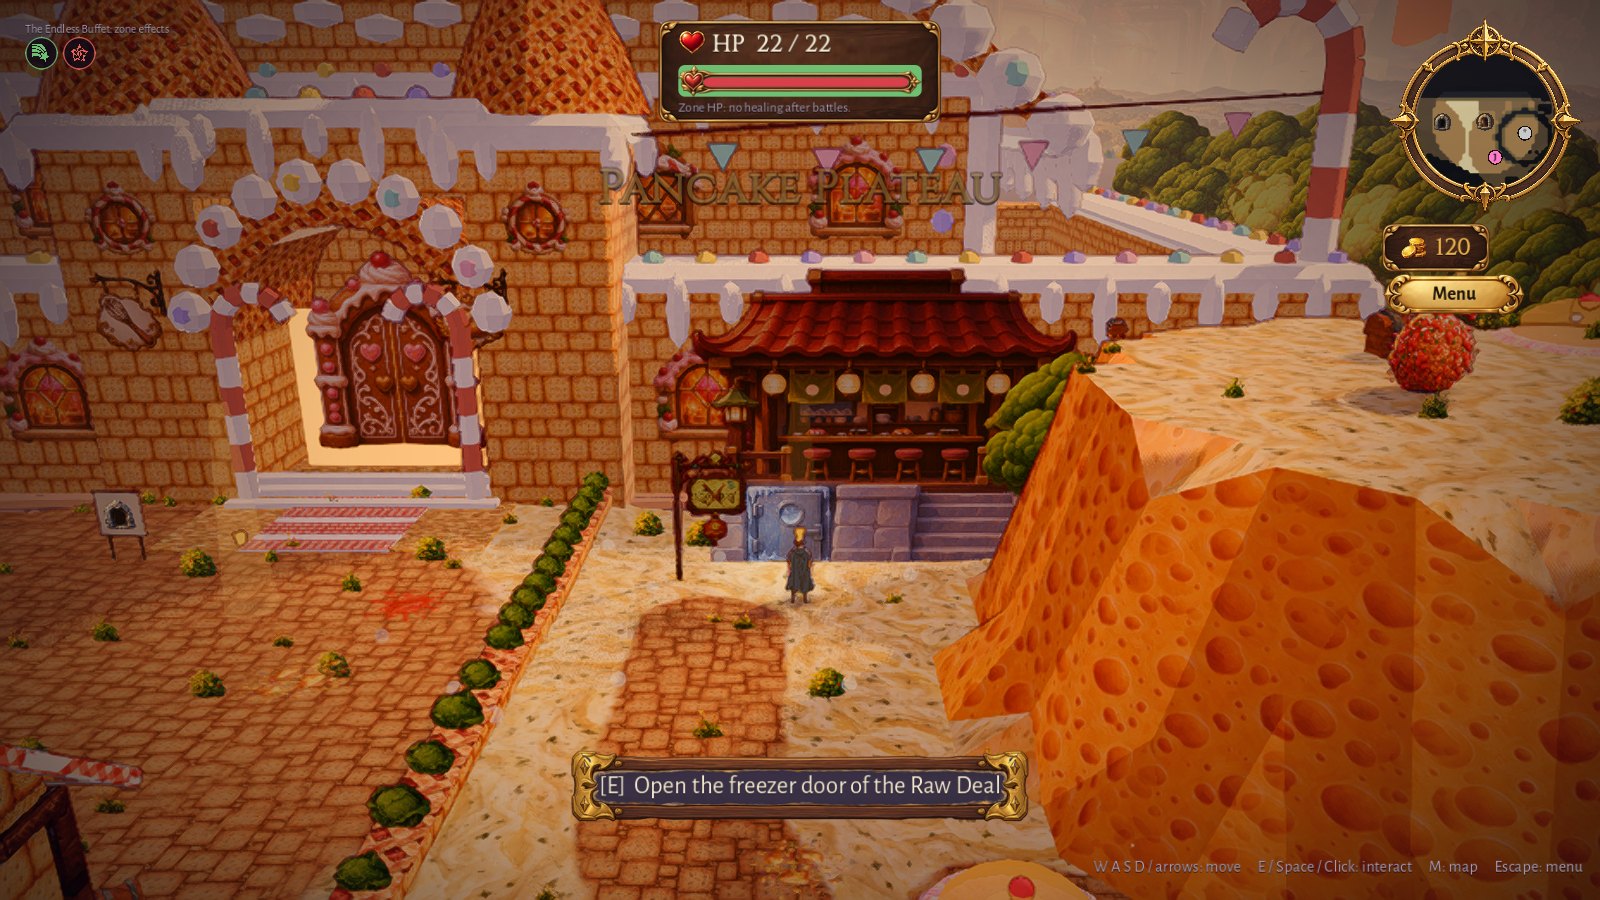 The Endless Buffet: zone effects
HP 22 / 22
Zone HP: no healing after battles.
PANCAKE PLATEAU
120
Menu
[E] Open the freezer door of the Raw Deal
W A S D / arrows: move E / Space / Click: interact M: map Escape: menu